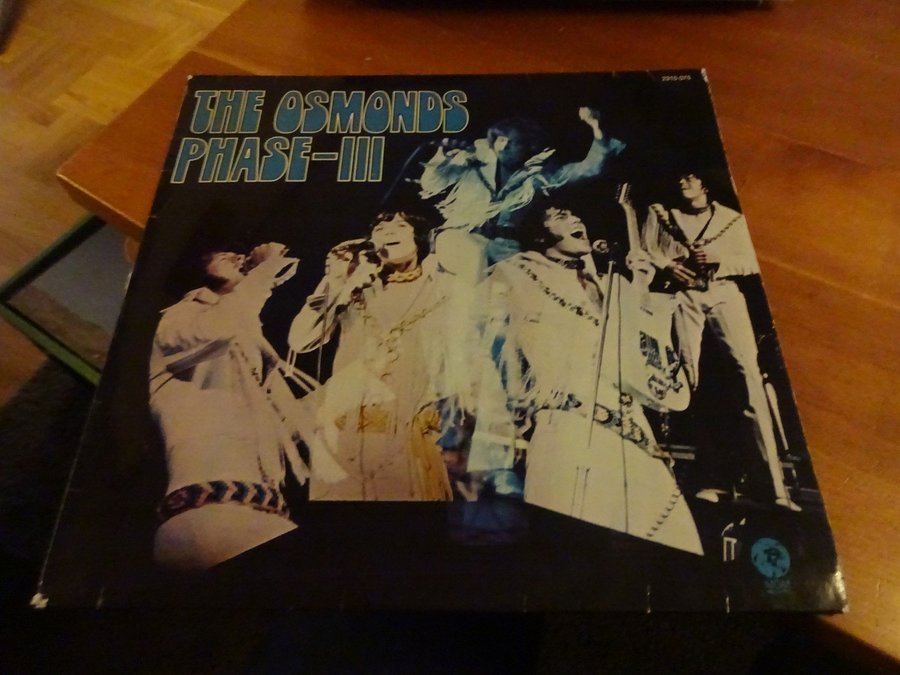 THE OSMONDS
PHASE-III